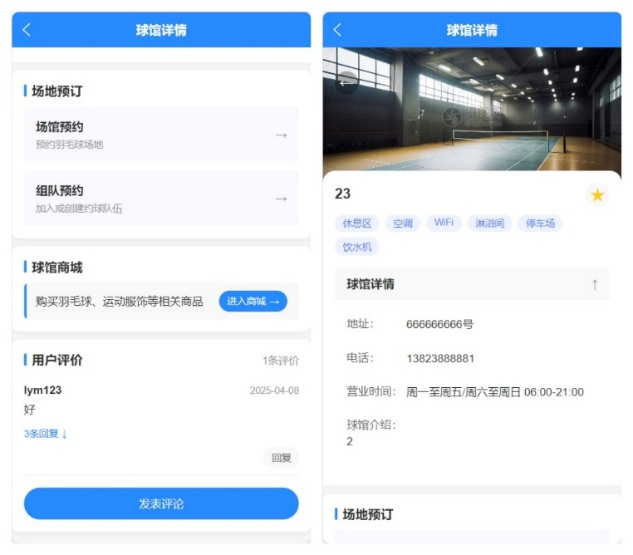 球馆详情
场地预订
场馆预约
预约羽毛球场地
→
组队预约
加入或创建约球队伍
→
球馆商城
购买羽毛球、运动服饰等相关商品 进入商城 →
用户评价 1条评价
lym123 2025-04-08
好
3条回复 ↓
回复
发表评论
球馆详情
←
23
休息区 空调 WiFi 淋浴间 停车场
饮水机
球馆详情 ↑
地址: 666666666号
电话: 13823888881
营业时间: 周一至周五/周六至周日 06:00-21:00
球馆介绍:
2
场地预订